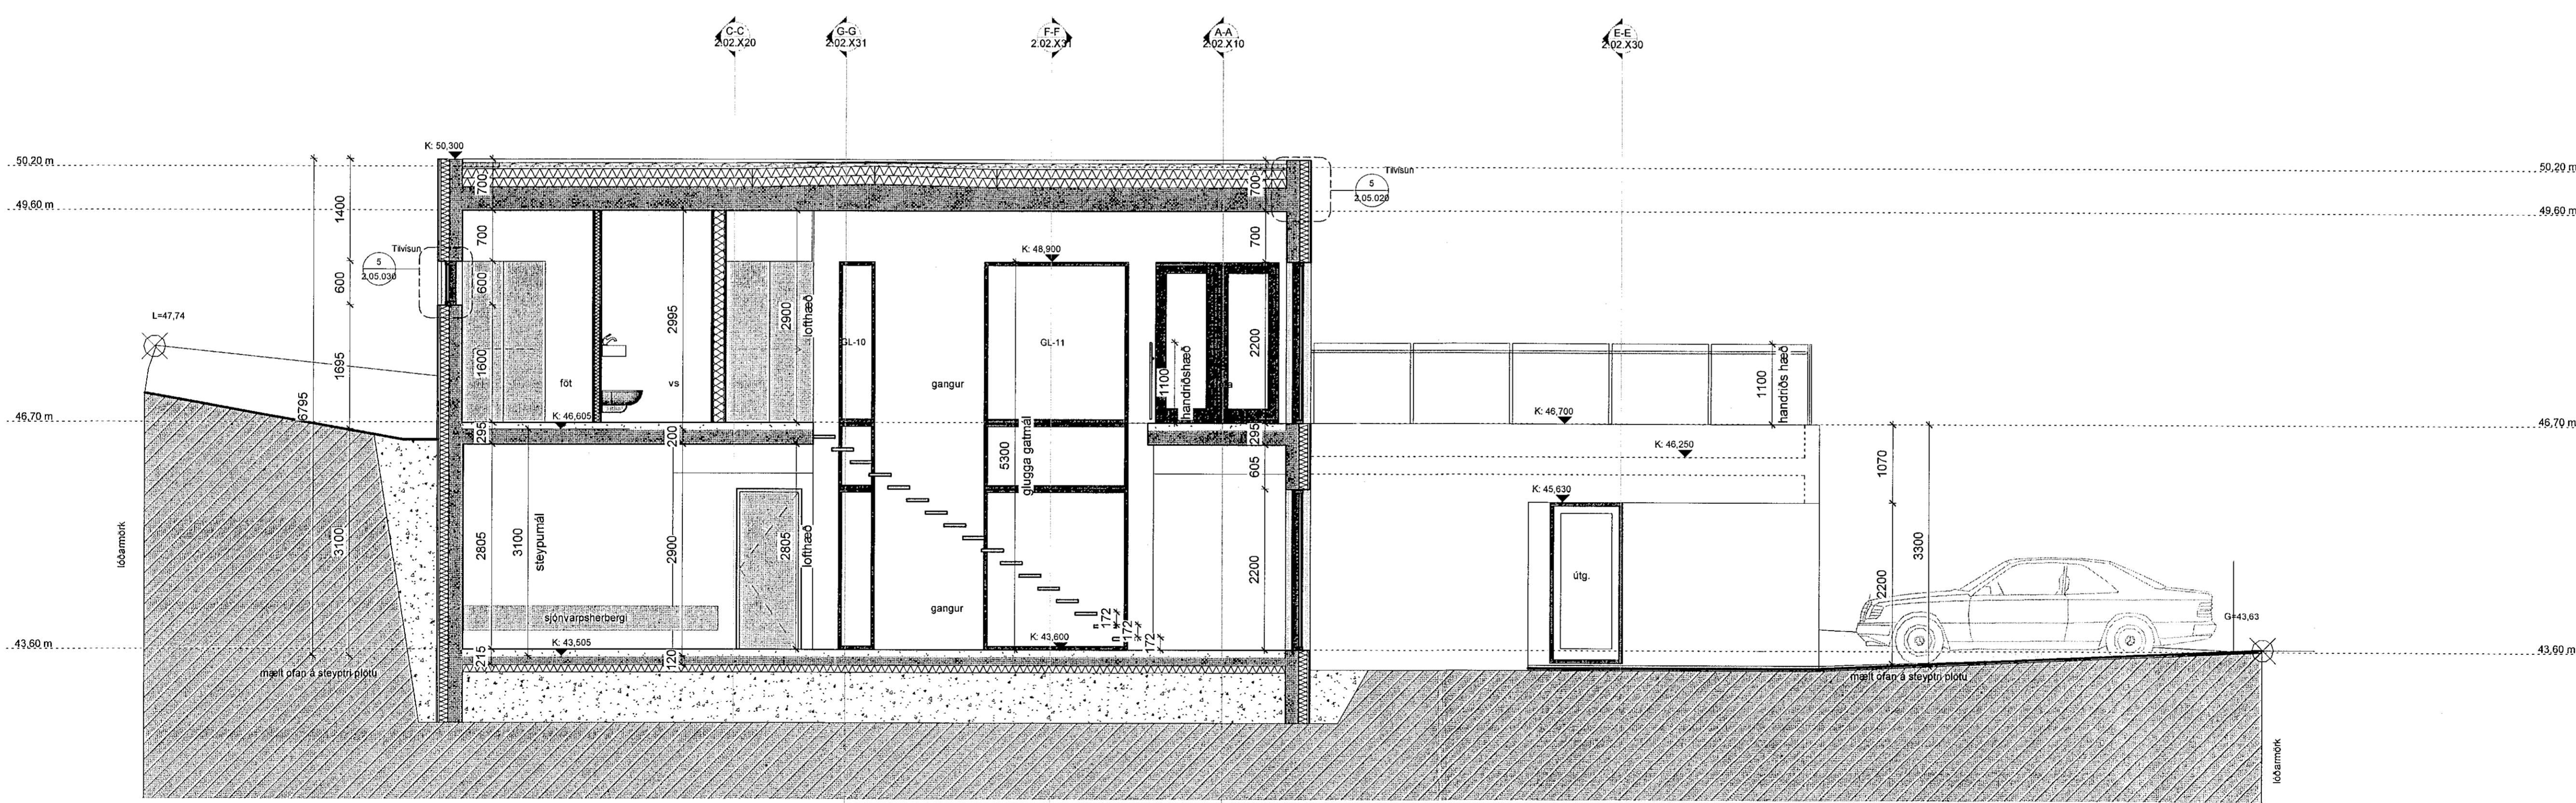 C-C
2.02.X20
G-G
2.02.X31
F-F
2.02.X31
A-A
2.02.X10
E-E
2.02.X30
K: 50,300
50,20 m
50,20 m
Tilvísun
5
2.05.020
700
700
49,60 m
49,60 m
1400
700
700
Tilvísun
5
2.05.030
K: 48,900
600
600
L=47,74
2995
2900
lofthæð
GL-10
GL-11
2200
1695
1600
1100
handriðshæð
1100
handriðs hæð
föt
vs
gangur
6795
46,70 m
K: 46,605
K: 46,700
46,70 m
295
200
295
K: 46,250
5300
glugga gatmál
605
1070
K: 45,630
lóðarmörk
3100
2805
3100
steypumál
2900
2805
lofthæð
2200
útg.
2200
3300
sjónvarpsherbergi
gangur
172
172
172
G=43,63
43,60 m
K: 43,505
K: 43,600
43,60 m
215
120
mælt ofan á steyptri plötu
mælt ofan á steyptri plötu
lóðarmörk